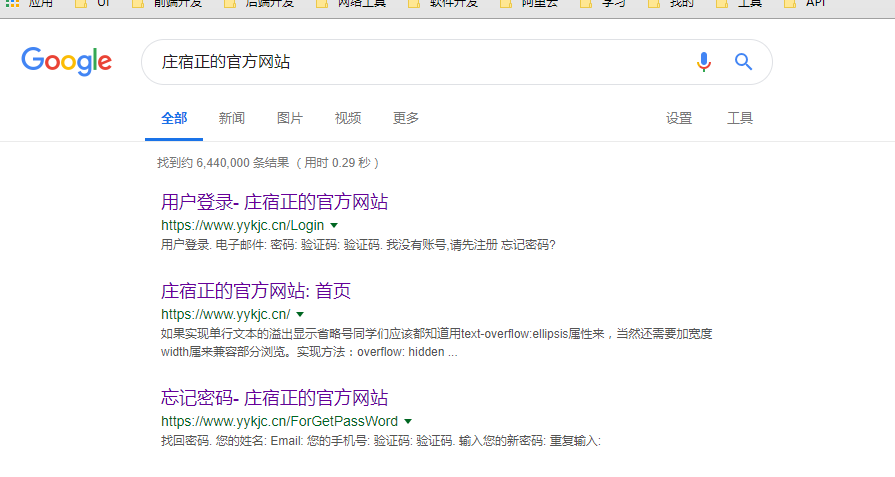 应用 UI 前端开发 后端开发 网络工具 软件开发 阿里云 学习 我的 工具 API
Google 庄宿正的官方网站
全部 新闻 图片 视频 更多 设置 工具
找到约 6,440,000 条结果 （用时 0.29 秒）
用户登录- 庄宿正的官方网站
https://www.yykjc.cn/Login
用户登录. 电子邮件: 密码: 验证码: 验证码. 我没有账号,请先注册 忘记密码?
庄宿正的官方网站: 首页
https://www.yykjc.cn/
如果实现单行文本的溢出显示省略号同学们应该都知道用text-overflow:ellipsis属性来，当然还需要加宽度
width属来兼容部分浏览。实现方法：overflow: hidden ...
忘记密码- 庄宿正的官方网站
https://www.yykjc.cn/ForGetPassWord
找回密码. 您的姓名: Email: 您的手机号: 验证码: 验证码. 输入您的新密码: 重复输入: